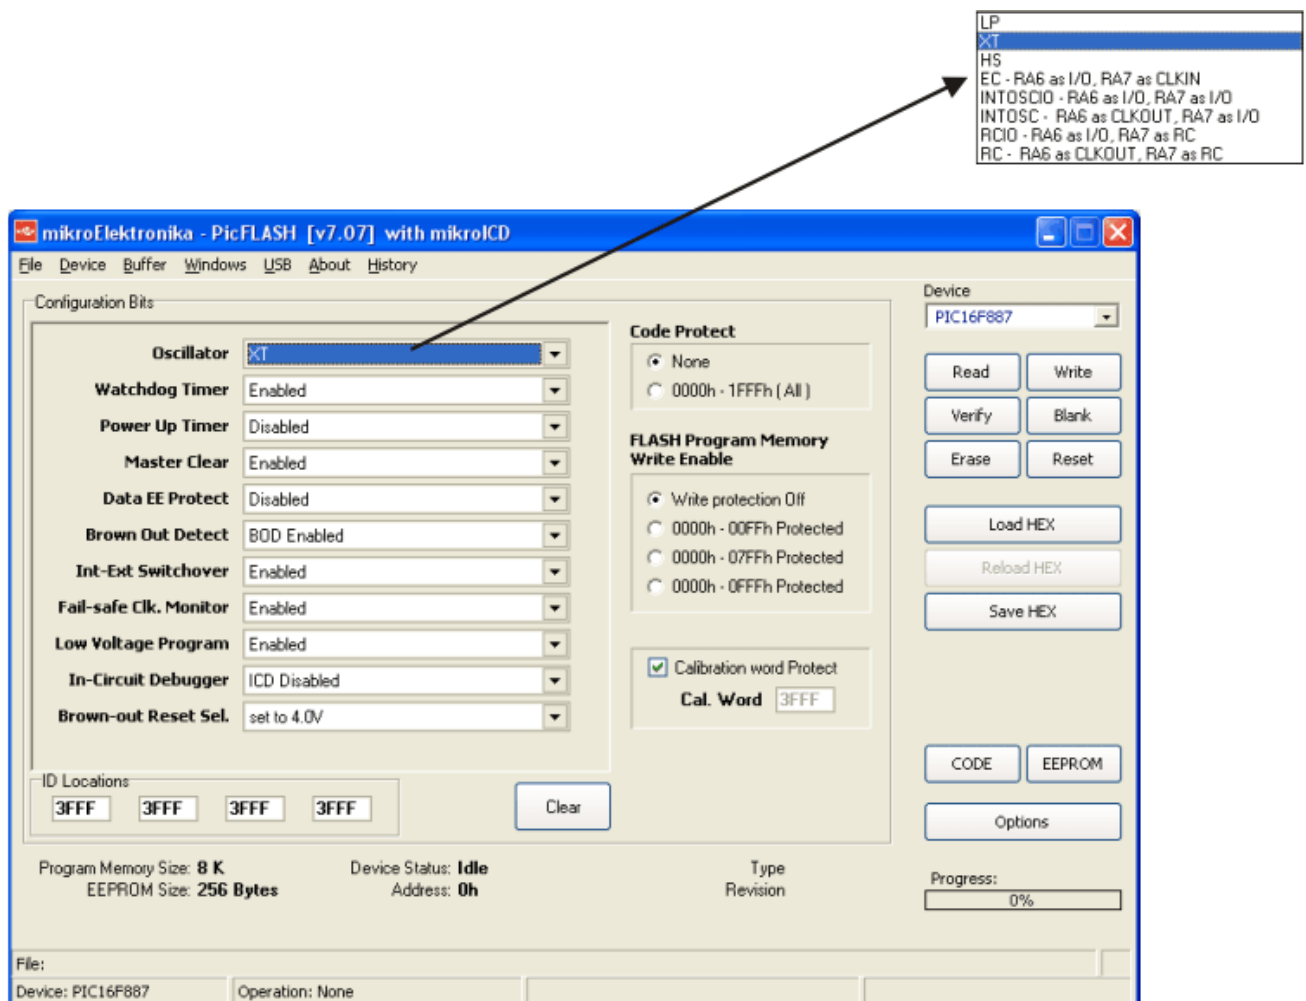 LP
XT
HS
EC - RA6 as I/O, RA7 as CLKIN
INTOSCIO - RA6 as I/O, RA7 as I/O
INTOSC - RA6 as CLKOUT, RA7 as I/O
RCIO - RA6 as I/O, RA7 as RC
RC - RA6 as CLKOUT, RA7 as RC
mikroElektronika - PicFLASH [v7.07] with mikroICD
File Device Buffer Windows USB About History
Configuration Bits
Oscillator XT
Watchdog Timer Enabled
Power Up Timer Disabled
Master Clear Enabled
Data EE Protect Disabled
Brown Out Detect BOD Enabled
Int-Ext Switchover Enabled
Fail-safe Clk. Monitor Enabled
Low Voltage Program Enabled
In-Circuit Debugger ICD Disabled
Brown-out Reset Sel. set to 4.0V
ID Locations
3FFF 3FFF 3FFF 3FFF
Clear
Code Protect
None
0000h - 1FFFh ( All )
FLASH Program Memory
Write Enable
Write protection Off
0000h - 00FFh Protected
0000h - 07FFh Protected
0000h - 0FFFh Protected
Calibration word Protect
Cal. Word 3FFF
Device
PIC16F887
Read Write
Verify Blank
Erase Reset
Load HEX
Reload HEX
Save HEX
CODE EEPROM
Options
Program Memory Size: 8 K Device Status: Idle Type
EEPROM Size: 256 Bytes Address: 0h Revision
Progress:
0%
File:
Device: PIC16F887 Operation: None